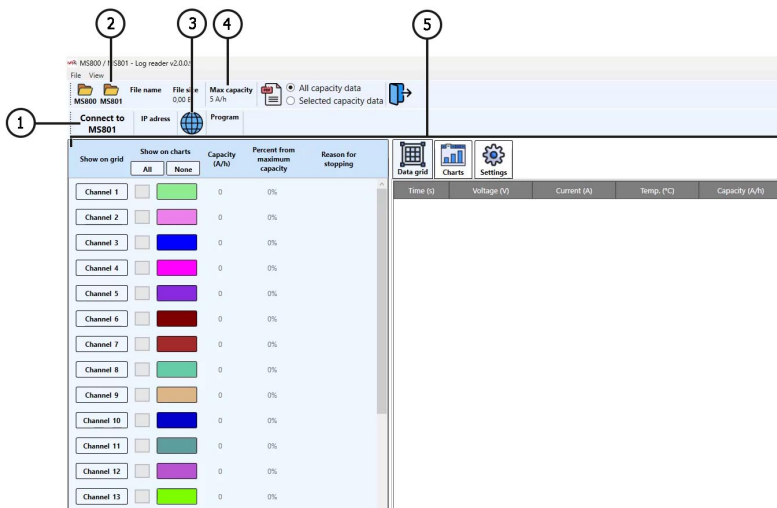 2
3
4
5
MS800 / MS801 - Log reader v2.0.0.9
File View
MS800 MS801
File name
File size
0,00 B
Max capacity
5 A/h
All capacity data
Selected capacity data
1
Connect to
MS801
IP adress
Program
Show on grid
Show on charts
All None
Capacity
(A/h)
Percent from
maximum
capacity
Reason for
stopping
Data grid Charts Settings
Time (s) Voltage (V) Current (A) Temp. (°C) Capacity (A/h)
Channel 1 0 0%
Channel 2 0 0%
Channel 3 0 0%
Channel 4 0 0%
Channel 5 0 0%
Channel 6 0 0%
Channel 7 0 0%
Channel 8 0 0%
Channel 9 0 0%
Channel 10 0 0%
Channel 11 0 0%
Channel 12 0 0%
Channel 13 0 0%